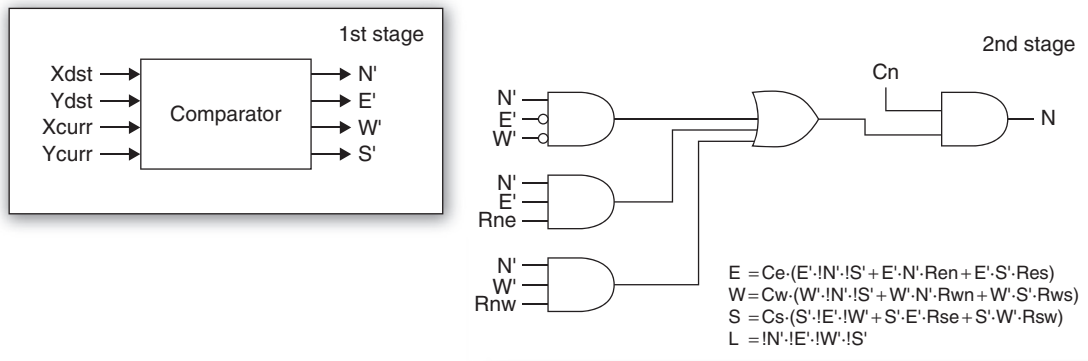 1st stage
Xdst
Ydst
Xcurr
Ycurr
Comparator
N'
E'
W'
S'
2nd stage
Cn
N'
E'
W'
N
N'
E'
Rne
N'
W'
Rnw
E =Ce·(E'·!N'·!S'+E'·N'·Ren+E'·S'·Res)
W=Cw·(W'·!N'·!S'+W'·N'·Rwn+W'·S'·Rws)
S =Cs·(S'·!E'·!W'+S'·E'·Rse+S'·W'·Rsw)
L =!N'·!E'·!W'·!S'